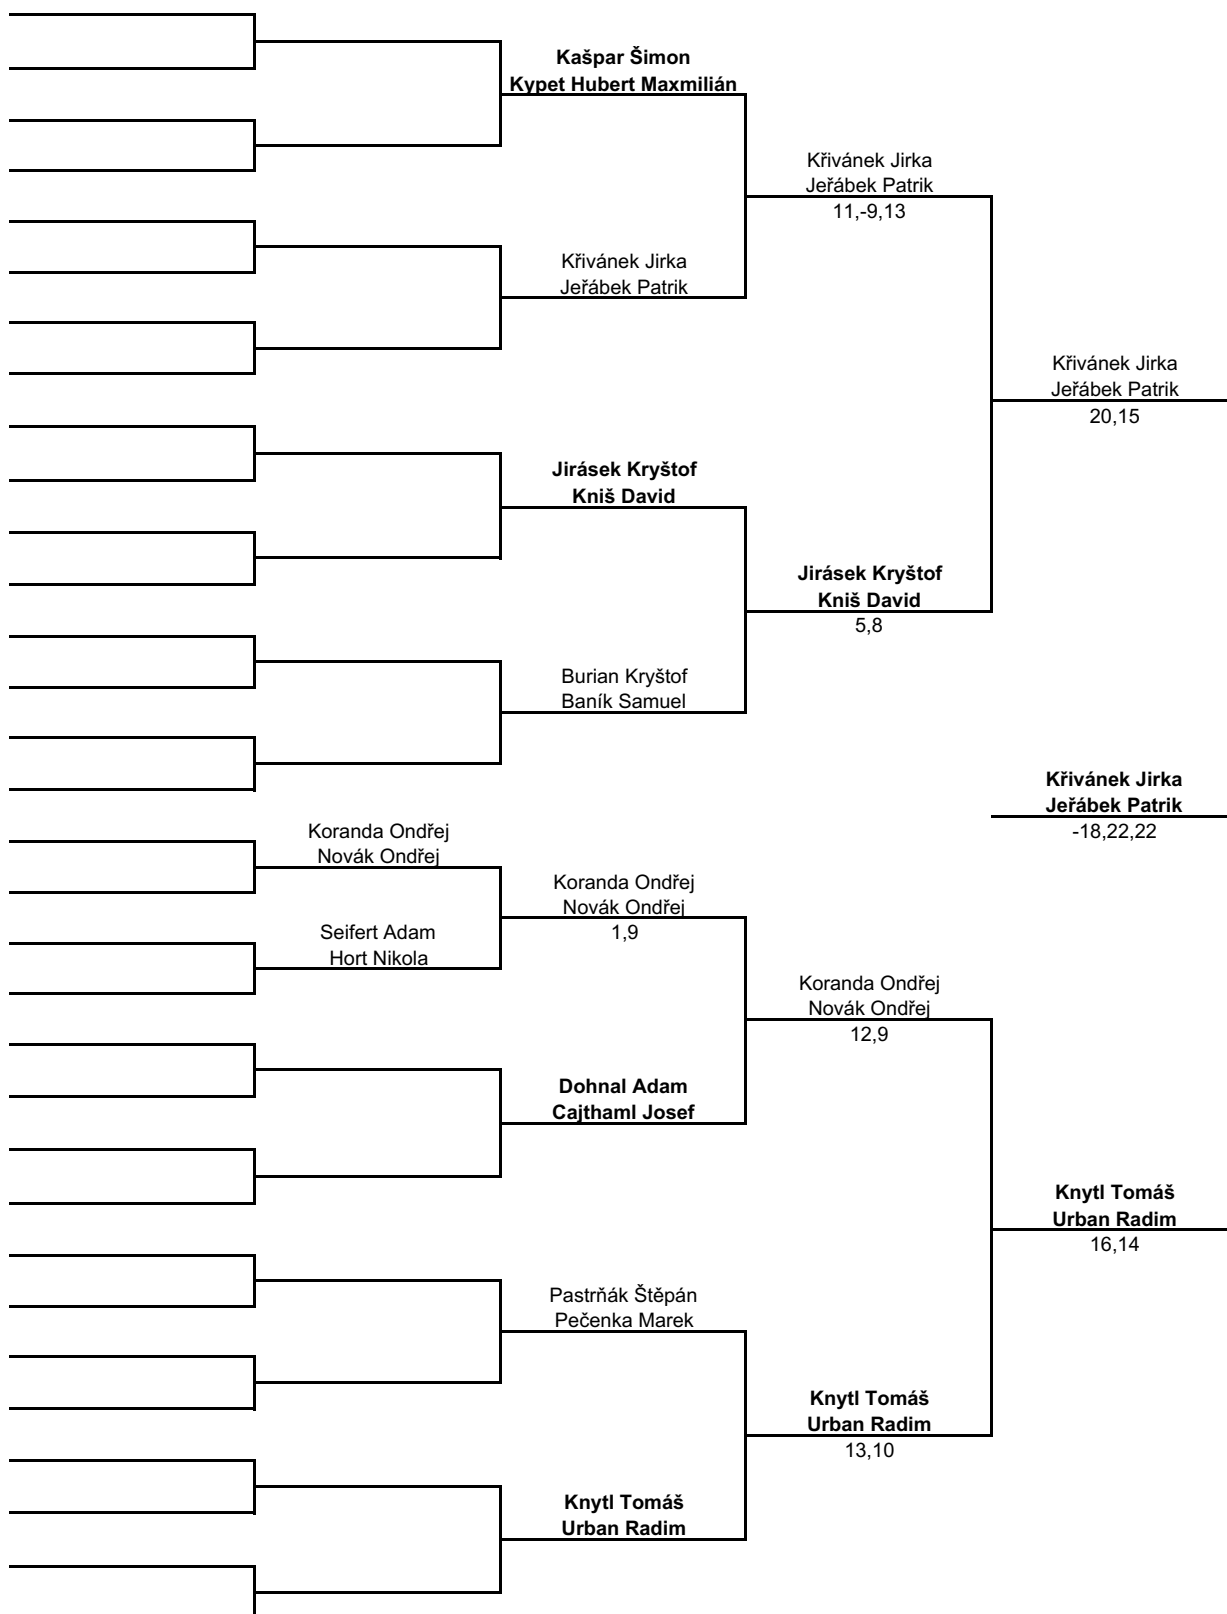 Kašpar Šimon
Kypet Hubert Maxmilián
Křivánek Jirka
Jeřábek Patrik
11,-9,13
Křivánek Jirka
Jeřábek Patrik
Křivánek Jirka
Jeřábek Patrik
20,15
Jirásek Kryštof
Kniš David
Jirásek Kryštof
Kniš David
5,8
Burian Kryštof
Baník Samuel
Křivánek Jirka
Jeřábek Patrik
-18,22,22
Koranda Ondřej
Novák Ondřej
Koranda Ondřej
Novák Ondřej
1,9
Seifert Adam
Hort Nikola
Koranda Ondřej
Novák Ondřej
12,9
Dohnal Adam
Cajthaml Josef
Knytl Tomáš
Urban Radim
16,14
Pastrňák Štěpán
Pečenka Marek
Knytl Tomáš
Urban Radim
13,10
Knytl Tomáš
Urban Radim